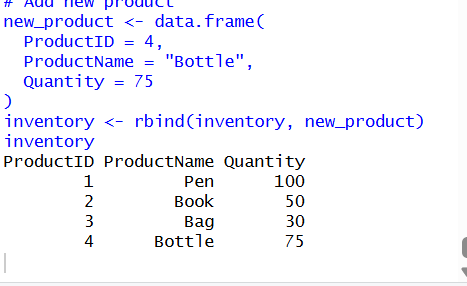 # Add new product
new_product <- data.frame(
  ProductID = 4,
  ProductName = "Bottle",
  Quantity = 75
)
inventory <- rbind(inventory, new_product)
inventory
ProductID ProductName Quantity
1 Pen 100
2 Book 50
3 Bag 30
4 Bottle 75